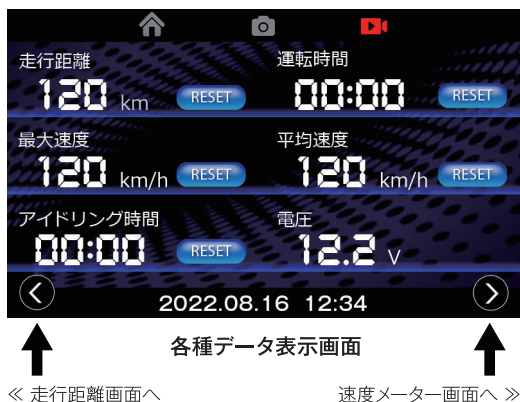 走行距離
120 km RESET
運転時間
00:00 RESET
最大速度
120 km/h RESET
平均速度
120 km/h RESET
アイドリング時間
00:00 RESET
電圧
12.2 V
2022.08.16 12:34
各種データ表示画面
≪ 走行距離画面へ
速度メーター画面へ ≫